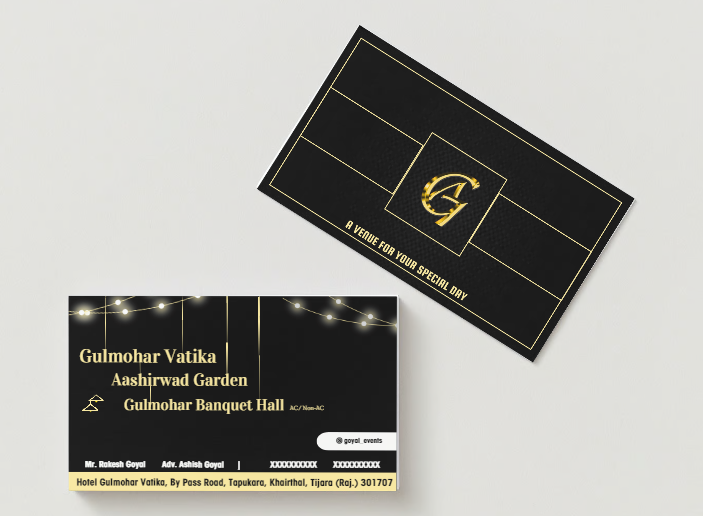 A VENUE FOR YOUR SPECIAL DAY
Gulmohar Vatika
Aashirwad Garden
Gulmohar Banquet Hall AC/Non-AC
@ goyal_events
Mr. Rakesh Goyal Adv. Ashish Goyal | XXXXXXXXXX XXXXXXXXXX
Hotel Gulmohar Vatika, By Pass Road, Tapukara, Khairthal, Tijara (Raj.) 301707